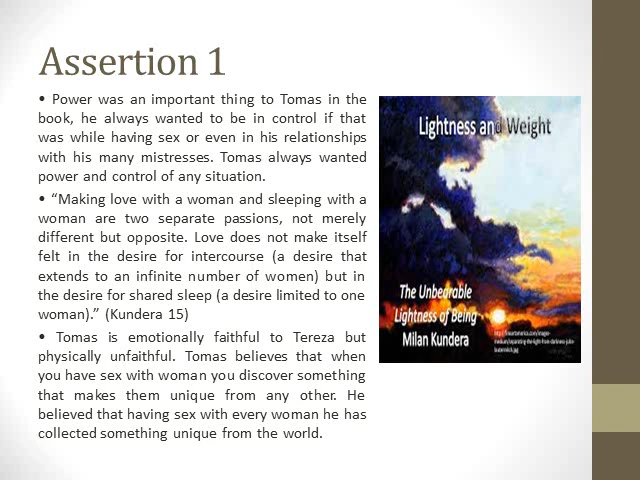 Assertion 1
• Power was an important thing to Tomas in the
book, he always wanted to be in control if that
was while having sex or even in his relationships
with his many mistresses. Tomas always wanted
power and control of any situation.
• “Making love with a woman and sleeping with a
woman are two separate passions, not merely
different but opposite. Love does not make itself
felt in the desire for intercourse (a desire that
extends to an infinite number of women) but in
the desire for shared sleep (a desire limited to one
woman).” (Kundera 15)
• Tomas is emotionally faithful to Tereza but
physically unfaithful. Tomas believes that when
you have sex with woman you discover something
that makes them unique from any other. He
believed that having sex with every woman he has
collected something unique from the world.
Lightness and Weight
The Unbearable
Lightness of Being
Milan Kundera